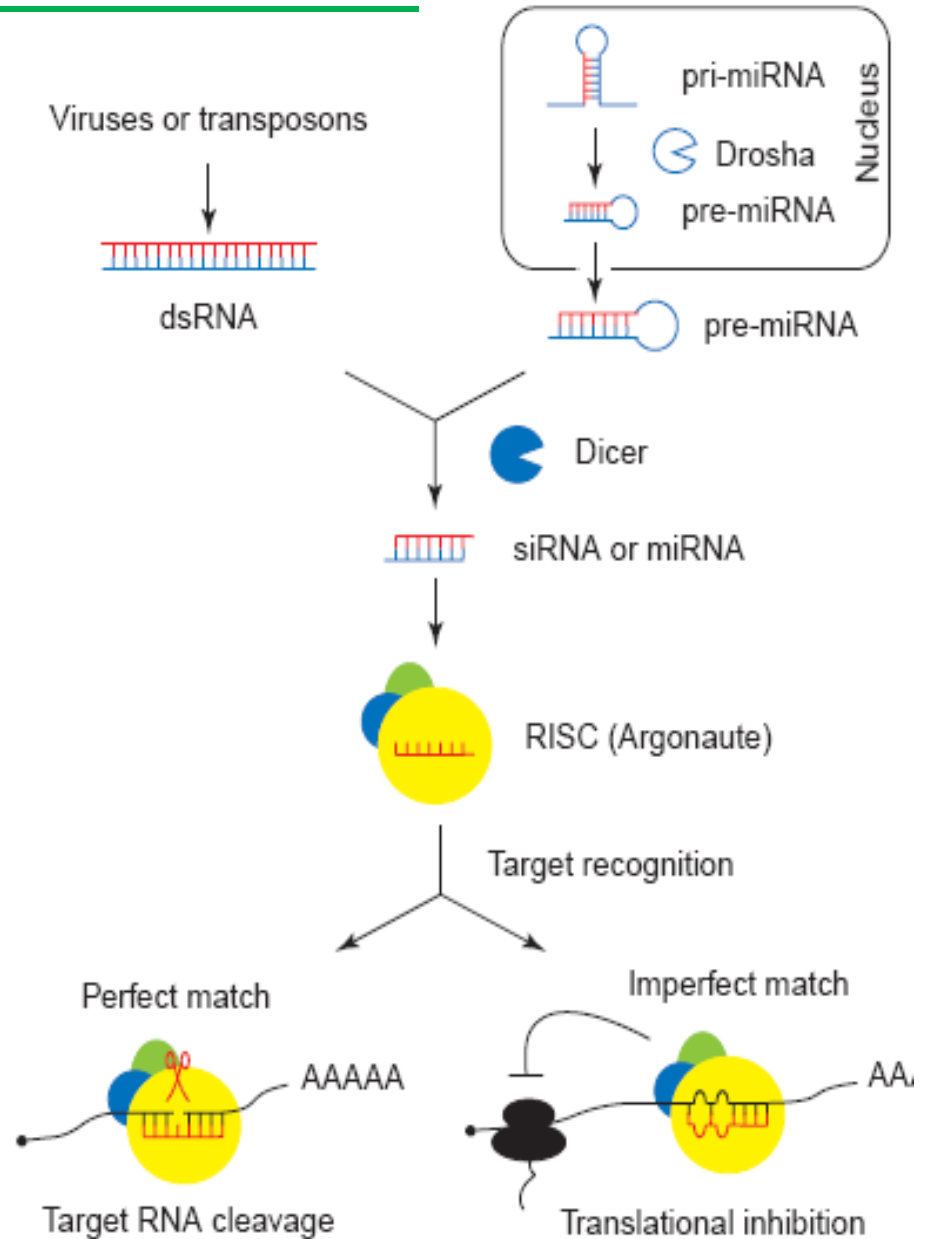 pri-miRNA
Nucleus
Viruses or transposons
Drosha
pre-miRNA
dsRNA
pre-miRNA
Dicer
siRNA or miRNA
RISC (Argonaute)
Target recognition
Perfect match
Imperfect match
AAAAA
AA
Target RNA cleavage
Translational inhibition